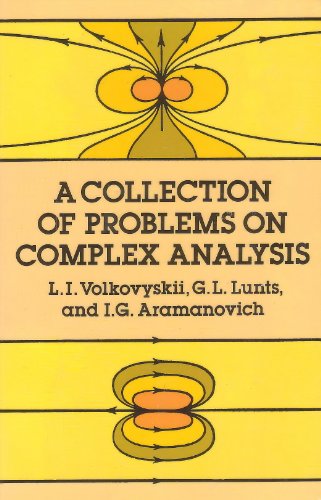 A COLLECTION
OF PROBLEMS ON
COMPLEX ANALYSIS
L. I. Volkovyskii, G. L. Lunts,
and I. G. Aramanovich